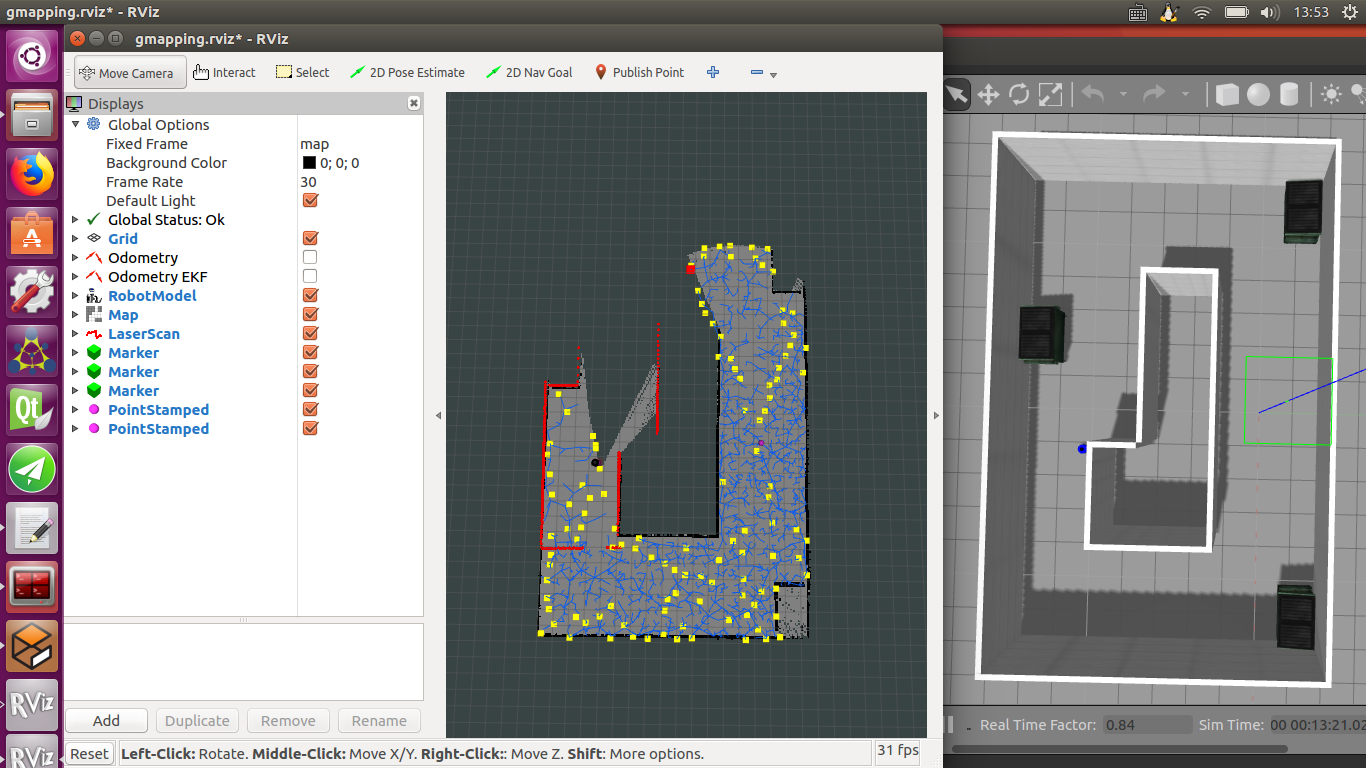 gmapping.rviz* - RViz
13:53
gmapping.rviz* - RViz
Move Camera Interact Select 2D Pose Estimate 2D Nav Goal Publish Point
Displays
Global Options
Fixed Frame map
Background Color 0; 0; 0
Frame Rate 30
Default Light
Global Status: Ok
Grid
Odometry
Odometry EKF
RobotModel
Map
LaserScan
Marker
Marker
Marker
PointStamped
PointStamped
Add Duplicate Remove Rename
Reset Left-Click: Rotate. Middle-Click: Move X/Y. Right-Click:: Move Z. Shift: More options. 31 fps
Real Time Factor: 0.84 Sim Time: 00 00:13:21.02
Qt
RViz
RViz